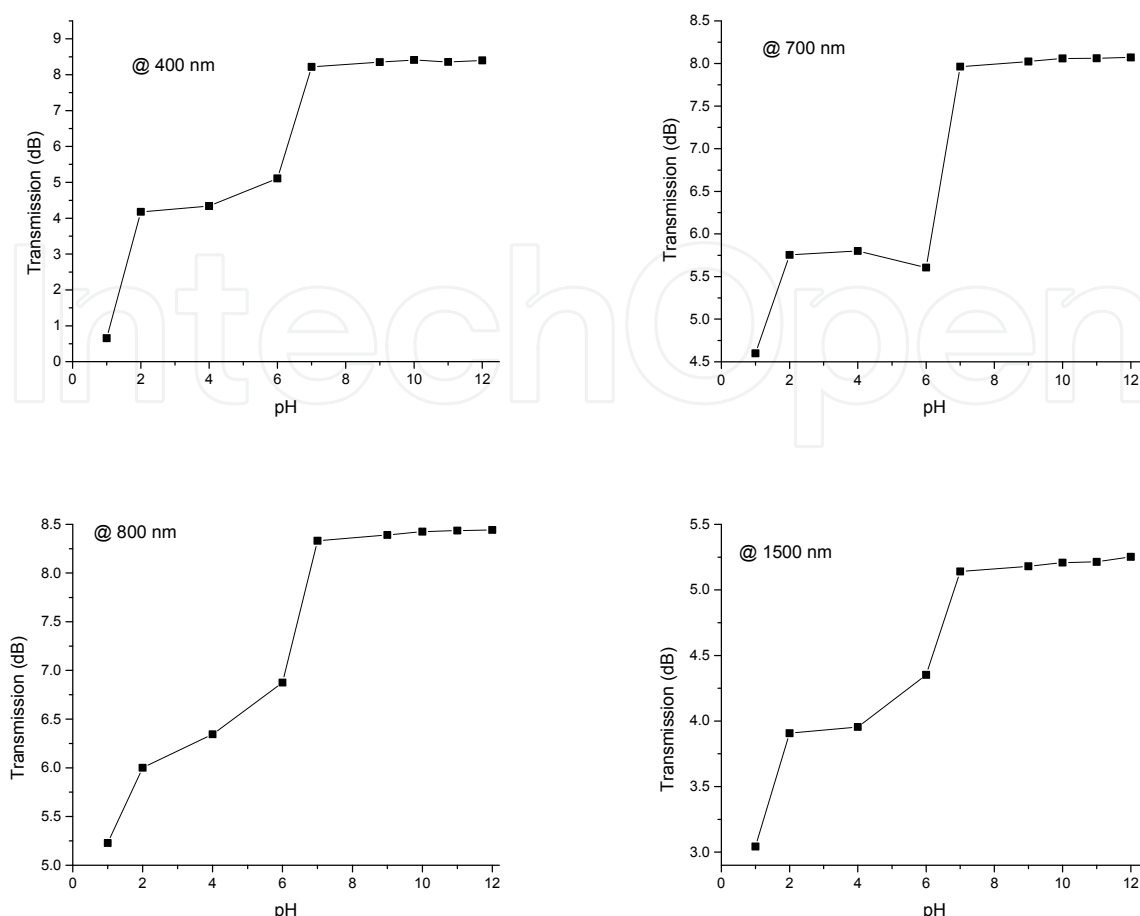 @ 400 nm
Transmission (dB)
9
8
7
6
5
4
3
2
1
0
0 2 4 6 8 10 12
pH
@ 700 nm
Transmission (dB)
8.5
8.0
7.5
7.0
6.5
6.0
5.5
5.0
4.5
0 2 4 6 8 10 12
pH
IntechOpen
@ 800 nm
Transmission (dB)
8.5
8.0
7.5
7.0
6.5
6.0
5.5
5.0
0 2 4 6 8 10 12
pH
@ 1500 nm
Transmission (dB)
5.5
5.0
4.5
4.0
3.5
3.0
0 2 4 6 8 10 12
pH